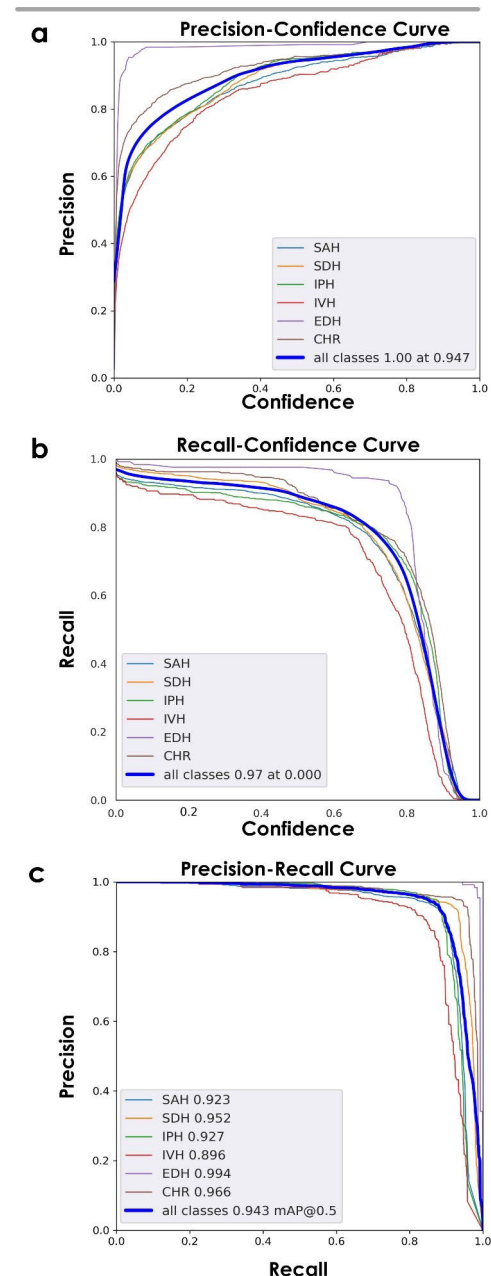 a
Precision-Confidence Curve
1.0
0.8
0.6
0.4
0.2
0.0
Precision
SAH
SDH
IPH
IVH
EDH
CHR
all classes 1.00 at 0.947
0.0 0.2 0.4 0.6 0.8 1.0
Confidence
b
Recall-Confidence Curve
1.0
0.8
0.6
0.4
0.2
0.0
Recall
SAH
SDH
IPH
IVH
EDH
CHR
all classes 0.97 at 0.000
0.0 0.2 0.4 0.6 0.8 1.0
Confidence
c
Precision-Recall Curve
1.0
0.8
0.6
0.4
0.2
0.0
Precision
SAH 0.923
SDH 0.952
IPH 0.927
IVH 0.896
EDH 0.994
CHR 0.966
all classes 0.943 mAP@0.5
0.0 0.2 0.4 0.6 0.8 1.0
Recall